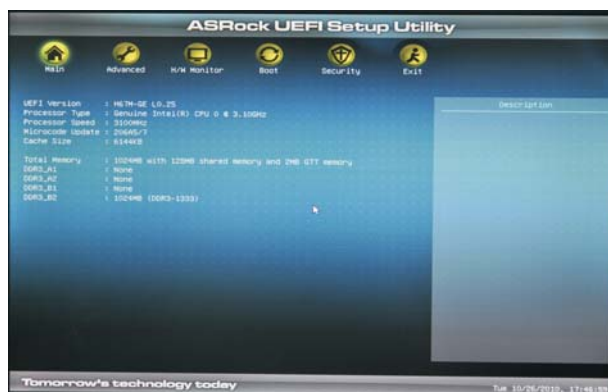 ASRock UEFI Setup Utility
Main Advanced H/W Monitor Boot Security Exit
UEFI Version : H67M-GE L0.25
Processor Type : Genuine Intel(R) CPU 0 @ 3.10GHz
Processor Speed : 3100MHz
Microcode Update : 206A5/7
Cache Size : 6144KB
Total Memory : 1024MB with 128MB shared memory and 2MB GTT memory
DDR3_A1 : None
DDR3_A2 : None
DDR3_B1 : None
DDR3_B2 : 1024MB (DDR3-1333)
Description
Tomorrow's technology today
Tue 10/26/2010, 17:46:59